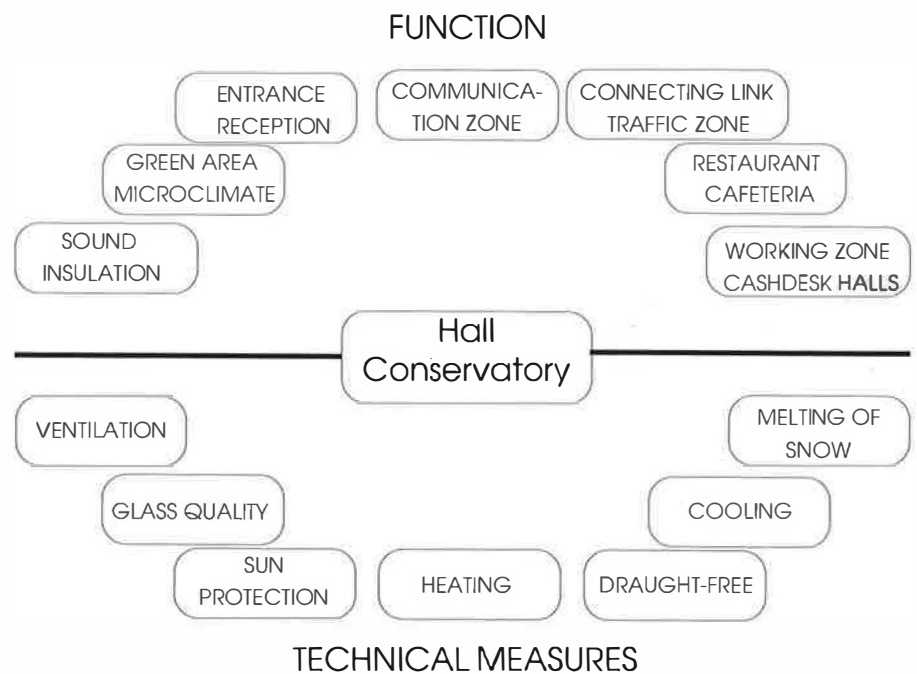 FUNCTION
ENTRANCE
RECEPTION
COMMUNICA-
TION ZONE
CONNECTING LINK
TRAFFIC ZONE
GREEN AREA
MICROCLIMATE
RESTAURANT
CAFETERIA
SOUND
INSULATION
WORKING ZONE
CASHDESK HALLS
Hall
Conservatory
VENTILATION
MELTING OF
SNOW
GLASS QUALITY
COOLING
SUN
PROTECTION
HEATING
DRAUGHT-FREE
TECHNICAL MEASURES